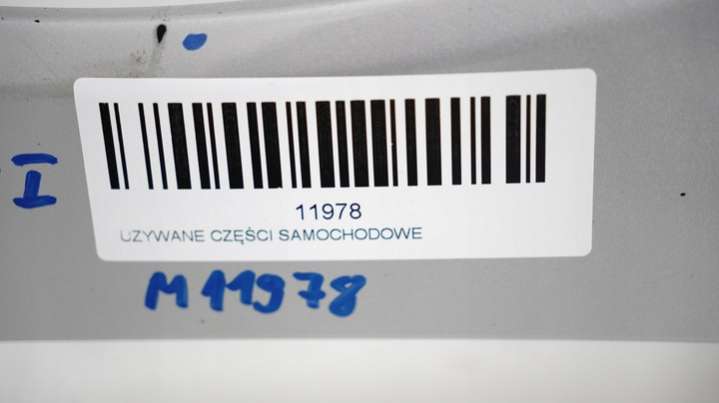 I
11978
UZYWANE CZĘŚCI SAMOCHODOWE
M 11978